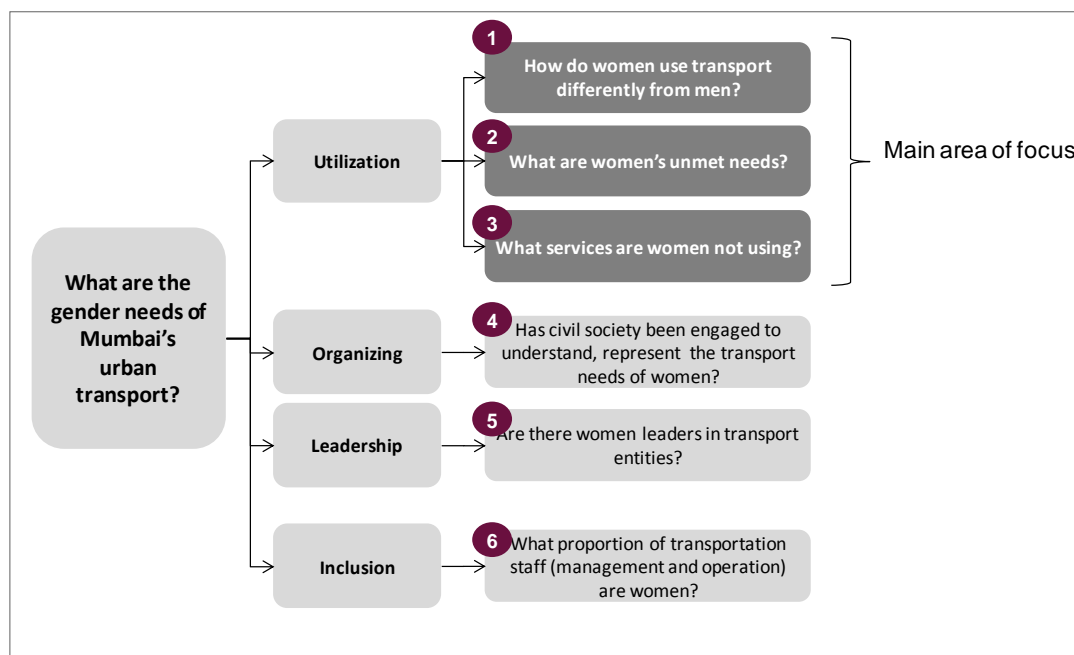 What are the
gender needs of
Mumbai's
urban
transport?
Utilization
1
How do women use transport
differently from men?
2
What are women's unmet needs?
3
What services are women not using?
Main area of focus
Organizing
4
Has civil society been engaged to
understand, represent the transport
needs of women?
Leadership
5
Are there women leaders in transport
entities?
Inclusion
6
What proportion of transportation
staff (management and operation)
are women?